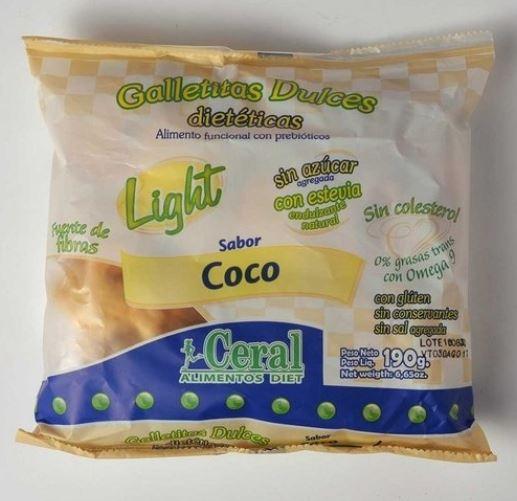 Galletitas Dulces
dietéticas
Alimento funcional con prebióticos
Light
sin azúcar
agregada
con estevia
endulzante
natural
Fuente de
fibras
Sin colesterol
0% grasas trans
con Omega 9
Sabor
Coco
con glúten
sin conservantes
sin sal agregada
Ceral
ALIMENTOS DIET
Peso Neto
Peso Liq.
190g.
Net weigth: 6,65oz.
Galletitas Dulces
Sabor